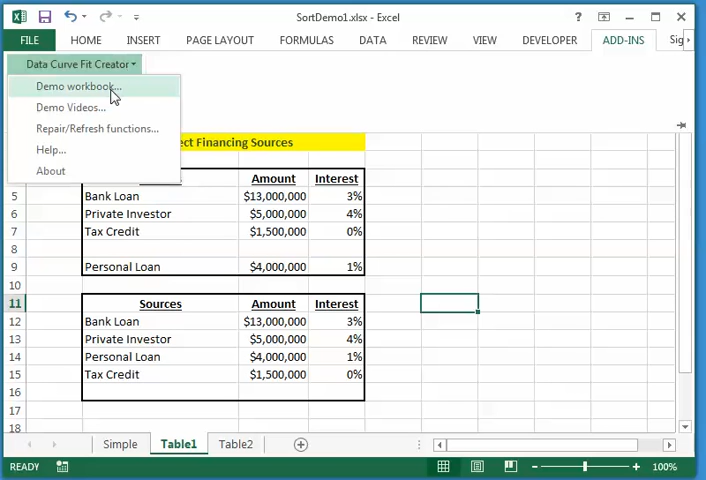 SortDemo1.xlsx - Excel
FILE HOME INSERT PAGE LAYOUT FORMULAS DATA REVIEW VIEW DEVELOPER ADD-INS Sig
Data Curve Fit Creator
Demo workbook...
Demo Videos...
Repair/Refresh functions...
Help...
About
ect Financing Sources
Amount Interest
5 Bank Loan $13,000,000 3%
6 Private Investor $5,000,000 4%
7 Tax Credit $1,500,000 0%
8
9 Personal Loan $4,000,000 1%
10
11 Sources Amount Interest
12 Bank Loan $13,000,000 3%
13 Private Investor $5,000,000 4%
14 Personal Loan $4,000,000 1%
15 Tax Credit $1,500,000 0%
16
17
18
Simple Table1 Table2
READY 100%